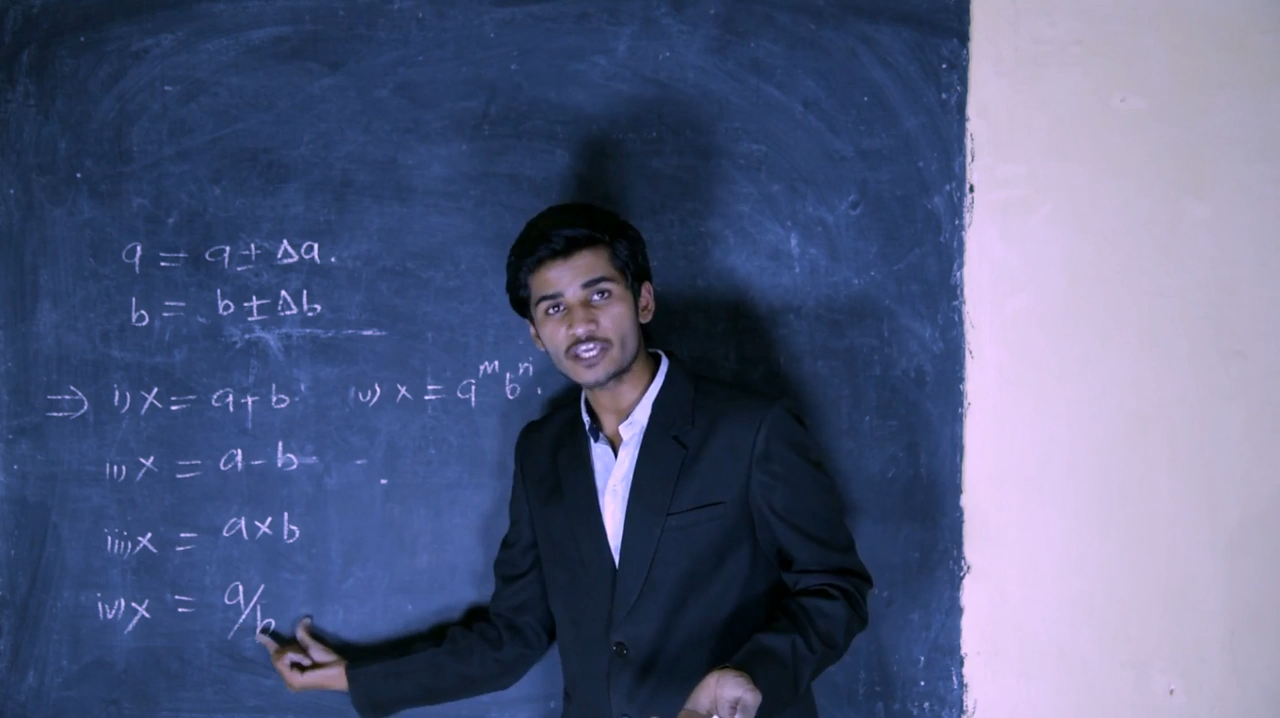 a = a ± Δa.
b = b ± Δb
⇒ i) x = a + b v) x = a^m b^n.
ii) x = a - b
iii) x = a × b
iv) x = a/b